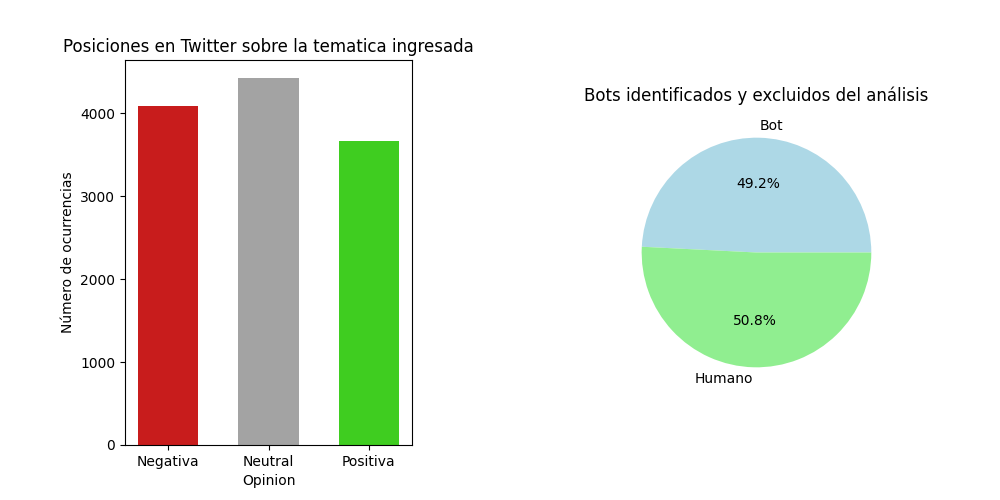 Posiciones en Twitter sobre la tematica ingresada
Número de ocurrencias
4000
3000
2000
1000
0
Negativa
Neutral
Positiva
Opinion
Bots identificados y excluidos del análisis
Bot
49.2%
50.8%
Humano